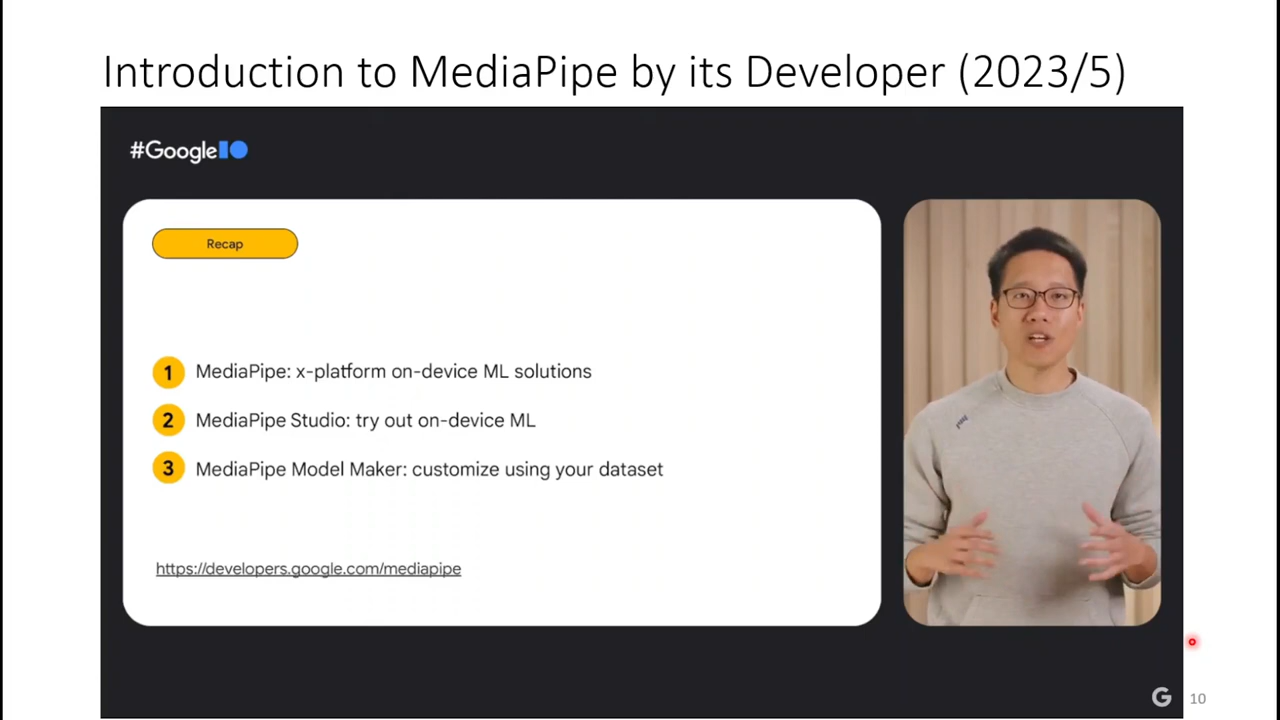 Introduction to MediaPipe by its Developer (2023/5)
#GoogleIO
Recap
1 MediaPipe: x-platform on-device ML solutions
2 MediaPipe Studio: try out on-device ML
3 MediaPipe Model Maker: customize using your dataset
https://developers.google.com/mediapipe
G 10